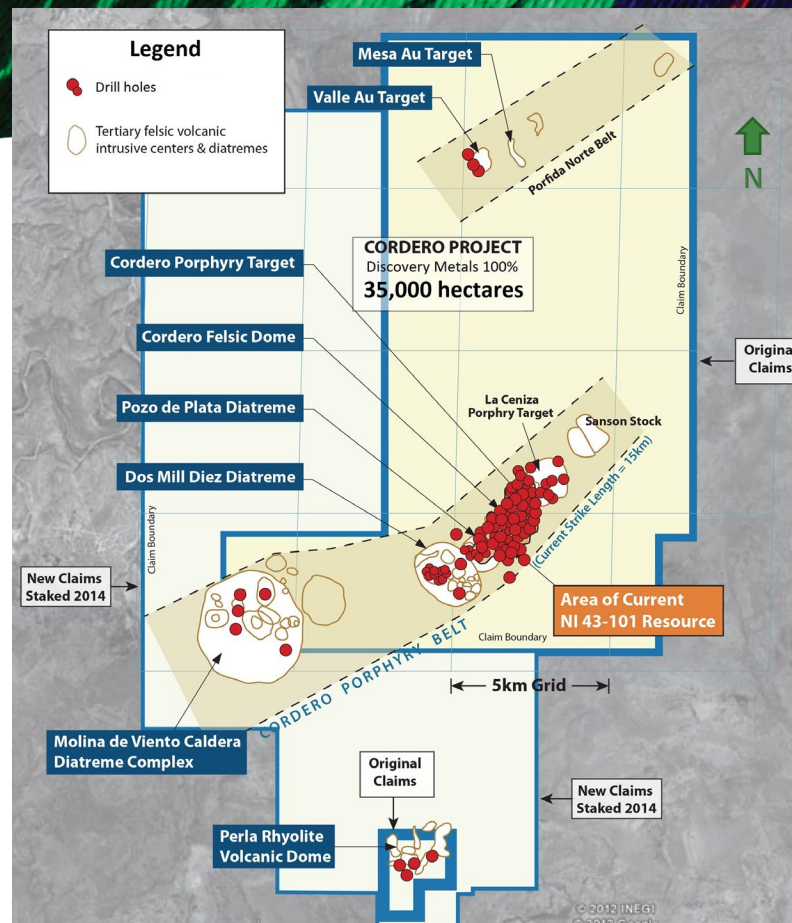 Legend
Drill holes
Tertiary felsic volcanic
intrusive centers & diatremes
Mesa Au Target
Valle Au Target
Porfida Norte Belt
N
CORDERO PROJECT
Discovery Metals 100%
35,000 hectares
Claim Boundary
Original
Claims
Cordero Porphyry Target
Cordero Felsic Dome
Pozo de Plata Diatreme
Dos Mill Diez Diatreme
La Ceniza
Porphry Target
Sanson Stock
(Current Strike Length = 15km)
Claim Boundary
New Claims
Staked 2014
Area of Current
NI 43-101 Resource
Claim Boundary
CORDERO PORPHYRY BELT
5km Grid
Molina de Viento Caldera
Diatreme Complex
Original
Claims
New Claims
Staked 2014
Perla Rhyolite
Volcanic Dome
© 2012 INEGI